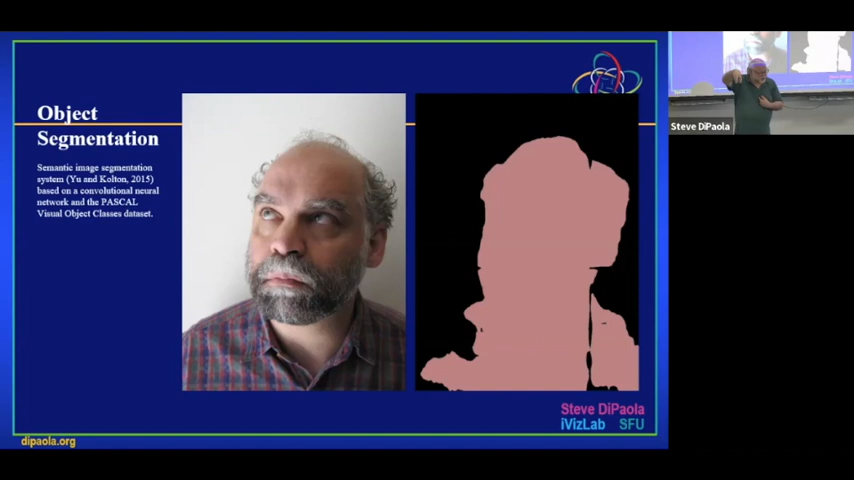 Object
Segmentation
Semantic image segmentation
system (Yu and Kolton, 2015)
based on a convolutional neural
network and the PASCAL
Visual Object Classes dataset.
Steve DiPaola
iVizLab SFU
dipaola.org
Steve DiPaola